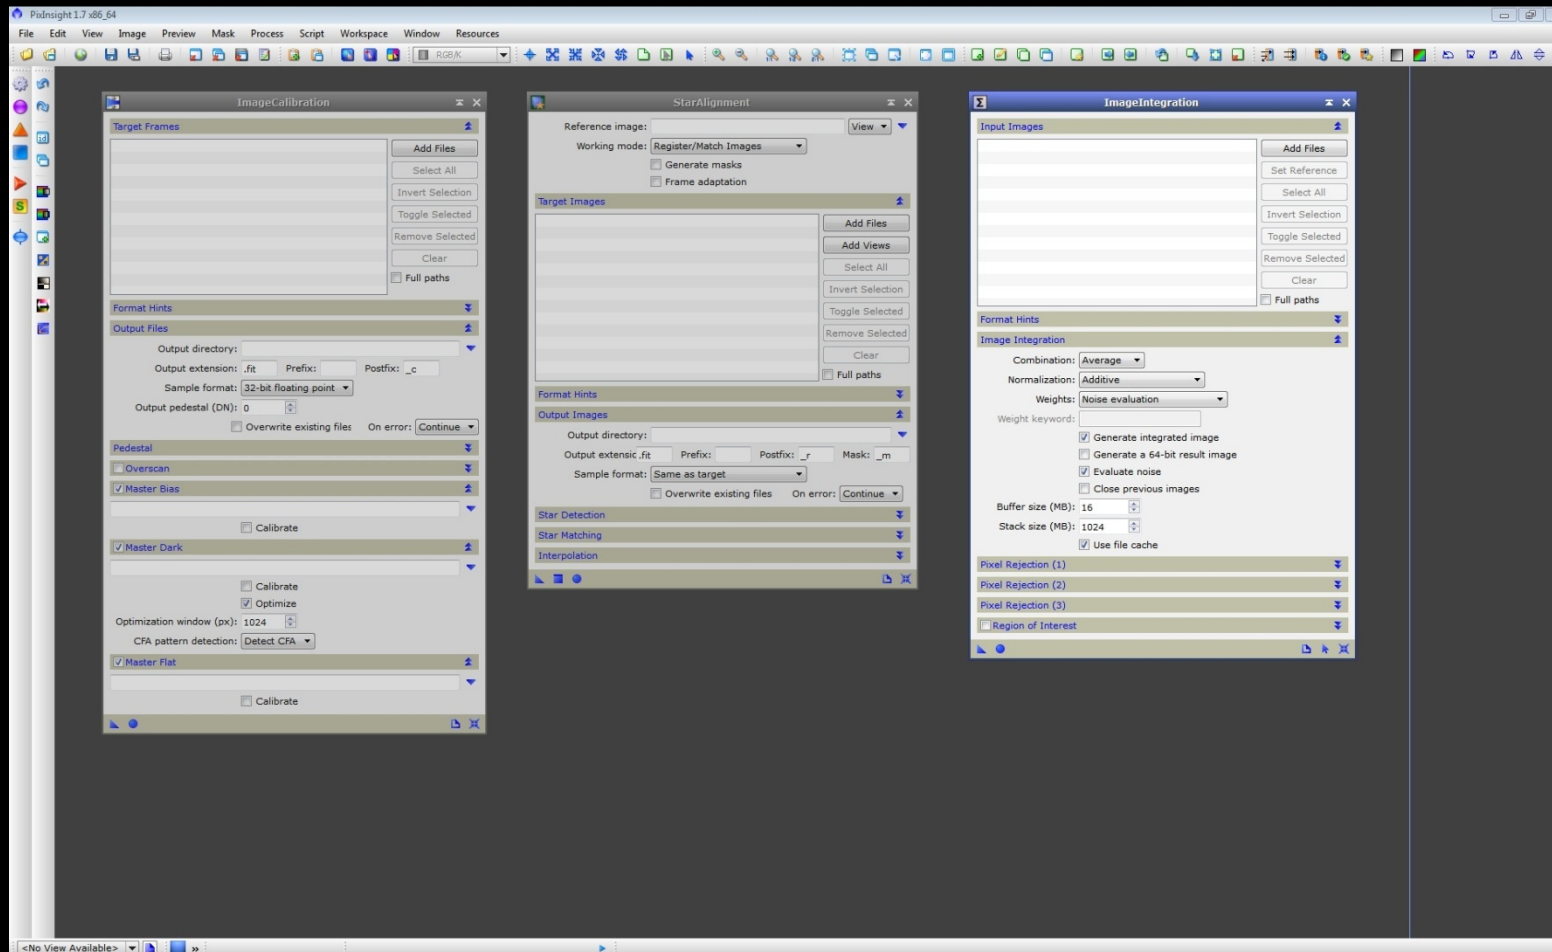 PixInsight 1.7 x86_64
File Edit View Image Preview Mask Process Script Workspace Window Resources
RGB/K
ImageCalibration
Target Frames
Add Files
Select All
Invert Selection
Toggle Selected
Remove Selected
Clear
Full paths
Format Hints
Output Files
Output directory:
Output extension: .fit Prefix: Postfix: _c
Sample format: 32-bit floating point
Output pedestal (DN): 0
Overwrite existing files On error: Continue
Pedestal
Overscan
Master Bias
Calibrate
Master Dark
Calibrate
Optimize
Optimization window (px): 1024
CFA pattern detection: Detect CFA
Master Flat
Calibrate
StarAlignment
Reference image: View
Working mode: Register/Match Images
Generate masks
Frame adaptation
Target Images
Add Files
Add Views
Select All
Invert Selection
Toggle Selected
Remove Selected
Clear
Full paths
Format Hints
Output Images
Output directory:
Output extensic .fit Prefix: Postfix: _r Mask: _m
Sample format: Same as target
Overwrite existing files On error: Continue
Star Detection
Star Matching
Interpolation
ImageIntegration
Input Images
Add Files
Set Reference
Select All
Invert Selection
Toggle Selected
Remove Selected
Clear
Full paths
Format Hints
Image Integration
Combination: Average
Normalization: Additive
Weights: Noise evaluation
Weight keyword:
Generate integrated image
Generate a 64-bit result image
Evaluate noise
Close previous images
Buffer size (MB): 16
Stack size (MB): 1024
Use file cache
Pixel Rejection (1)
Pixel Rejection (2)
Pixel Rejection (3)
Region of Interest
<No View Available> »